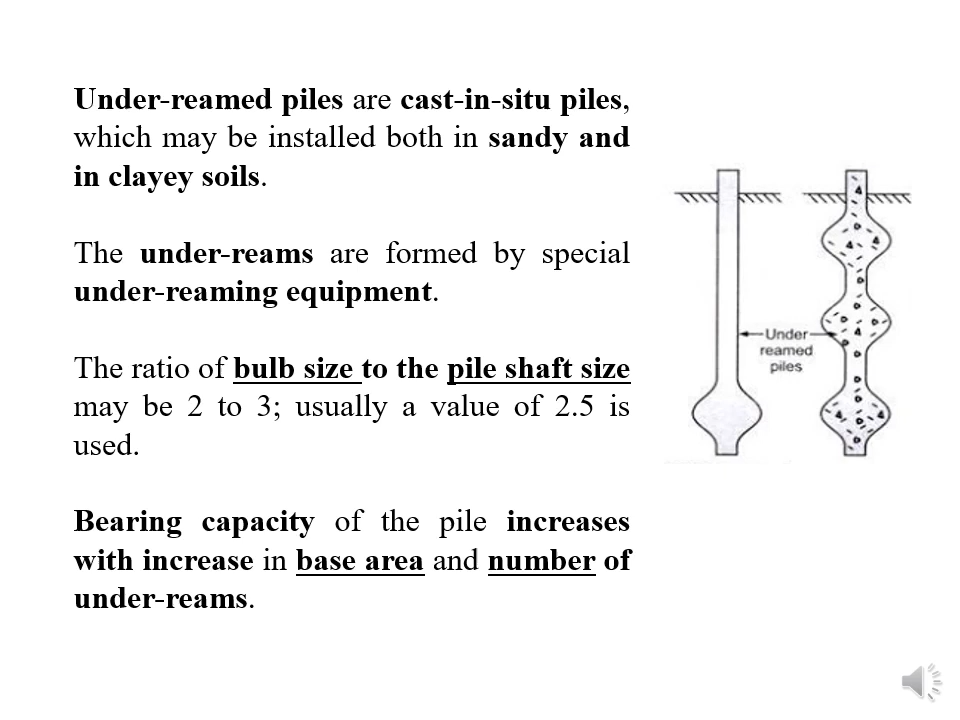 Under-reamed piles are cast-in-situ piles,
which may be installed both in sandy and
in clayey soils.
The under-reams are formed by special
under-reaming equipment.
The ratio of bulb size to the pile shaft size
may be 2 to 3; usually a value of 2.5 is
used.
Bearing capacity of the pile increases
with increase in base area and number of
under-reams.
Under
reamed
piles